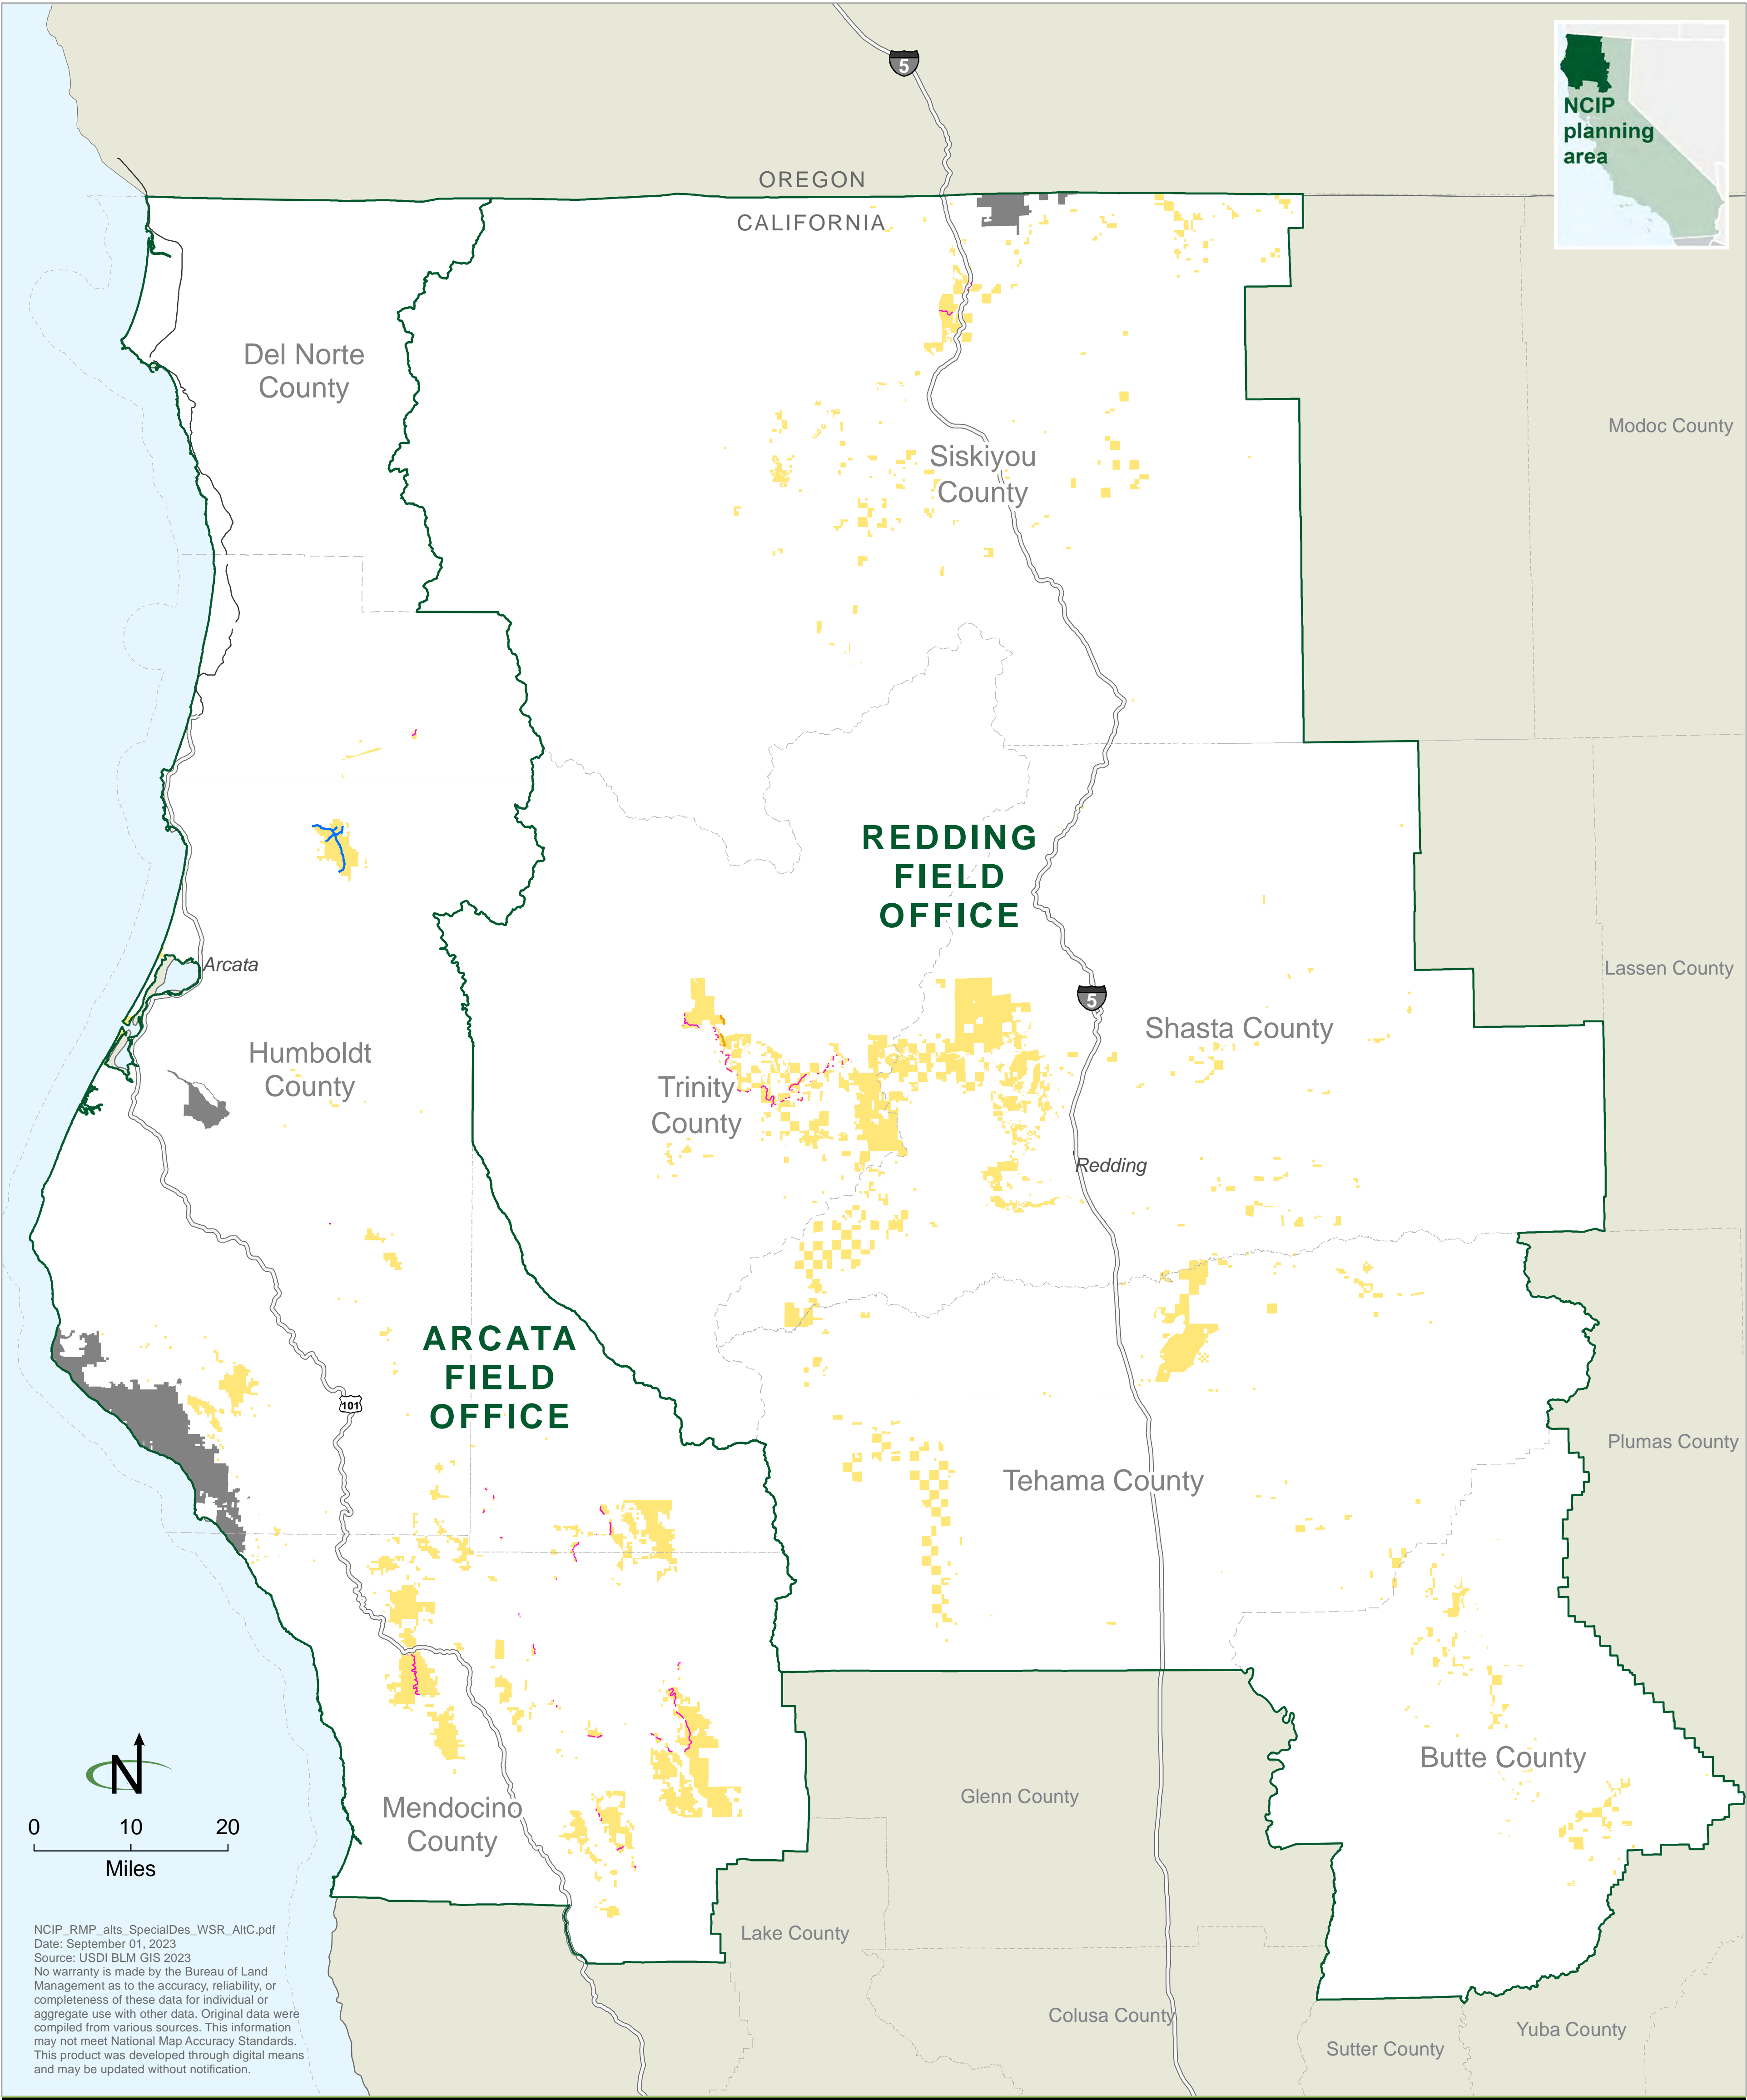 5
NCIP
planning
area
OREGON
CALIFORNIA
Del Norte
County
Modoc County
Siskiyou
County
REDDING
FIELD
OFFICE
Arcata
Lassen County
5
Shasta County
Humboldt
County
Trinity
County
Redding
ARCATA
FIELD
OFFICE
101
Plumas County
Tehama County
N
Butte County
Glenn County
Mendocino
County
0 10 20
Miles
Lake County
NCIP_RMP_alts_SpecialDes_WSR_AltC.pdf
Date: September 01, 2023
Source: USDI BLM GIS 2023
No warranty is made by the Bureau of Land
Management as to the accuracy, reliability, or
completeness of these data for individual or
aggregate use with other data. Original data were
compiled from various sources. This information
may not meet National Map Accuracy Standards.
This product was developed through digital means
and may be updated without notification.
Colusa County
Yuba County
Sutter County